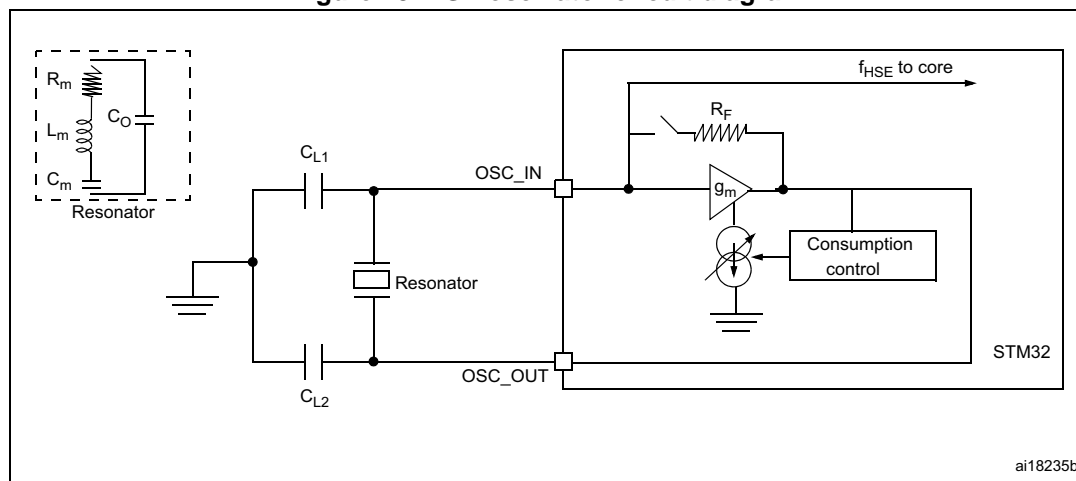 fHSE to core
Rm
RF
Lm
CO
CL1
OSC_IN
Cm
gm
Resonator
Consumption
control
Resonator
STM32
OSC_OUT
CL2
ai18235b